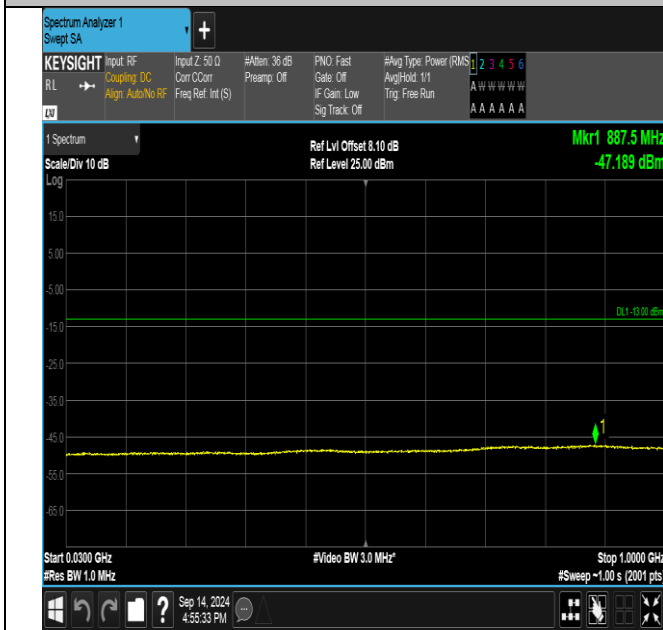 Spectrum Analyzer 1
Swept SA
+
KEYSIGHT
RL
LXI
Input: RF
Coupling: DC
Align: Auto/No RF
Input Z: 50 Ω
Corr CCorr
Freq Ref: Int (S)
#Atten: 36 dB
Preamp: Off
PNO: Fast
Gate: Off
IF Gain: Low
Sig Track: Off
#Avg Type: Power (RMS
Avg|Hold: 1/1
Trig: Free Run
1 2 3 4 5 6
A W W W W W
A A A A A A
1 Spectrum
Scale/Div 10 dB
Ref Lvl Offset 8.10 dB
Ref Level 25.00 dBm
Mkr1 887.5 MHz
-47.189 dBm
Log
15.0
5.00
-5.00
DL1 -13.00 dBm
-15.0
-25.0
-35.0
1
-45.0
-55.0
-65.0
Start 0.0300 GHz
#Res BW 1.0 MHz
#Video BW 3.0 MHz*
Stop 1.0000 GHz
#Sweep ~1.00 s (2001 pts)
?
Sep 14, 2024
4:55:33 PM